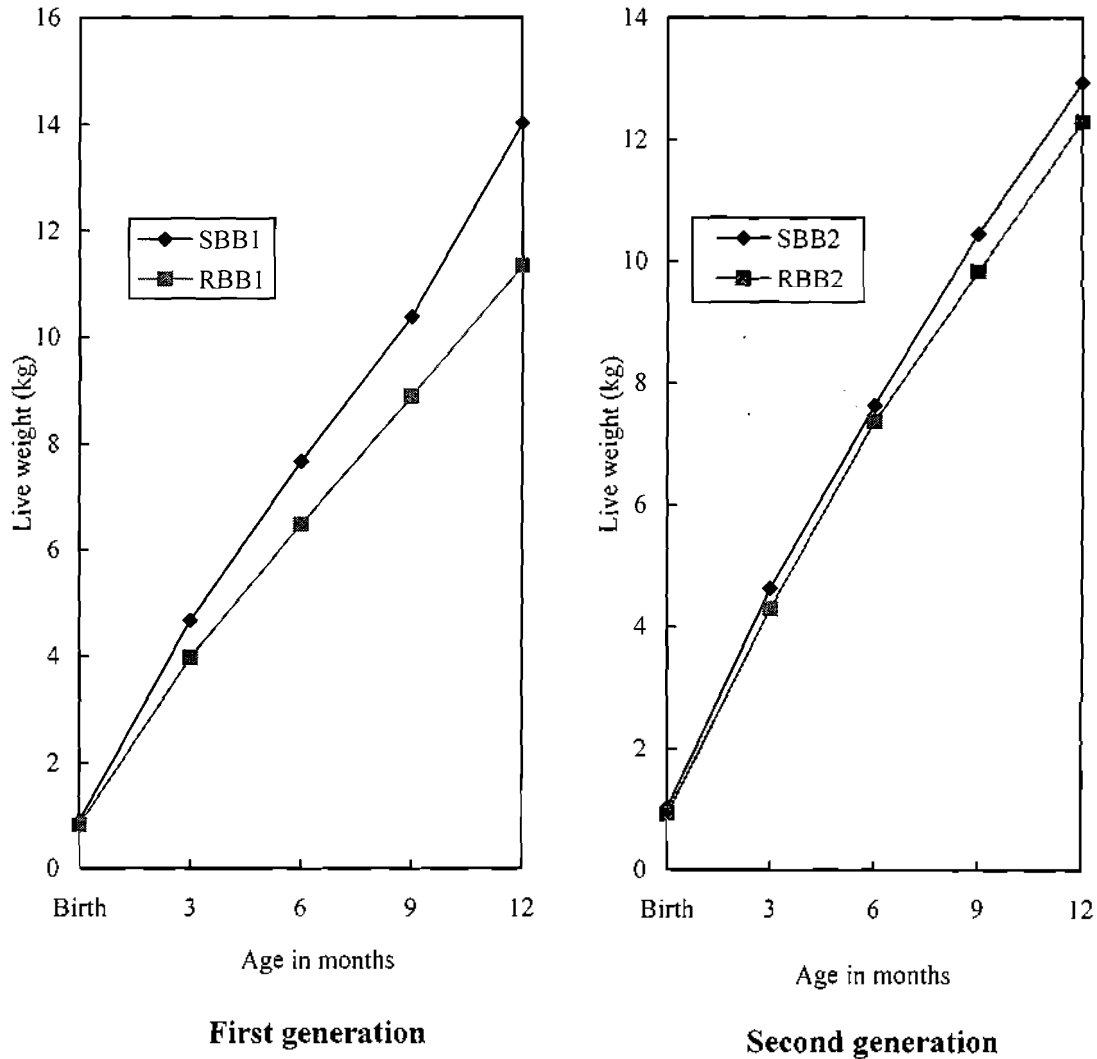 16
14
12
10
8
6
4
2
0
Live weight (kg)
SBB1
RBB1
Birth 3 6 9 12
Age in months
First generation
14
12
10
8
6
4
2
0
Live weight (kg)
SBB2
RBB2
Birth 3 6 9 12
Age in months
Second generation